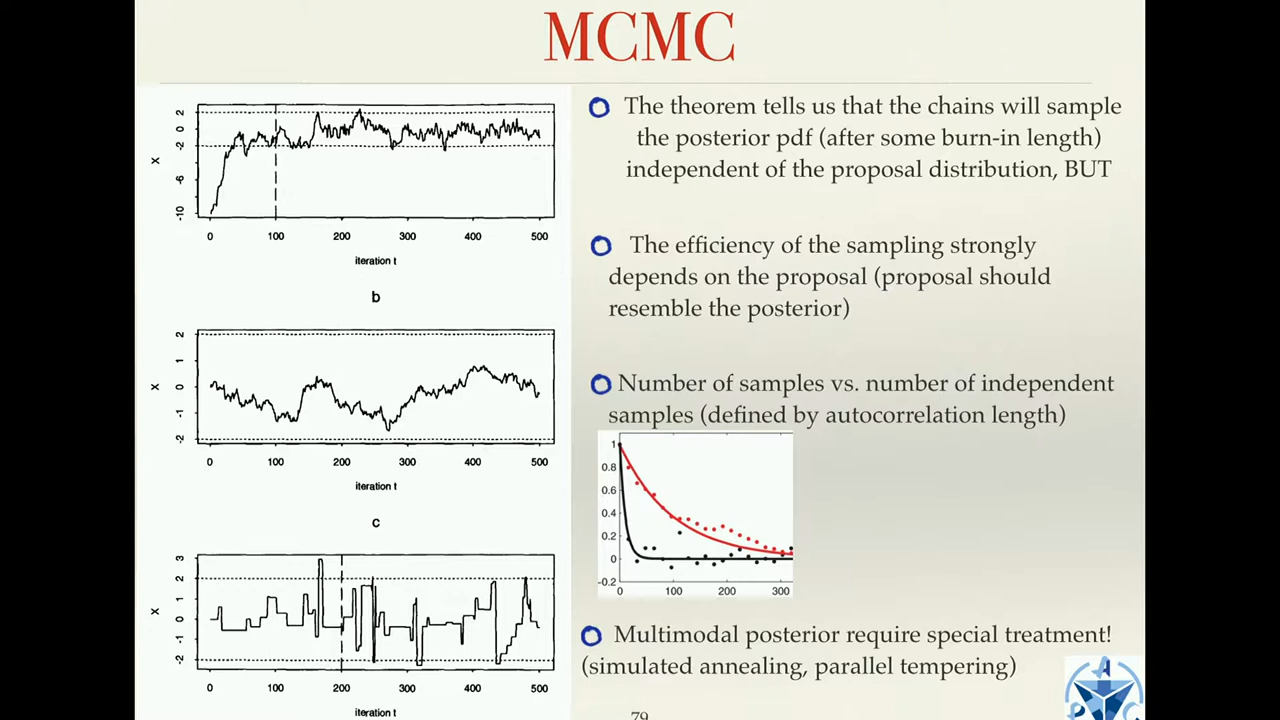 MCMC
2
0
-2
-6
-10
X
0 100 200 300 400 500
iteration t
b
2
1
0
-1
-2
X
0 100 200 300 400 500
iteration t
c
3
2
1
0
-1
-2
X
0 100 200 300 400 500
iteration t
The theorem tells us that the chains will sample
the posterior pdf (after some burn-in length)
independent of the proposal distribution, BUT
The efficiency of the sampling strongly
depends on the proposal (proposal should
resemble the posterior)
Number of samples vs. number of independent
samples (defined by autocorrelation length)
1
0.8
0.6
0.4
0.2
0
-0.2
0 100 200 300
Multimodal posterior require special treatment!
(simulated annealing, parallel tempering)
79
A
P C